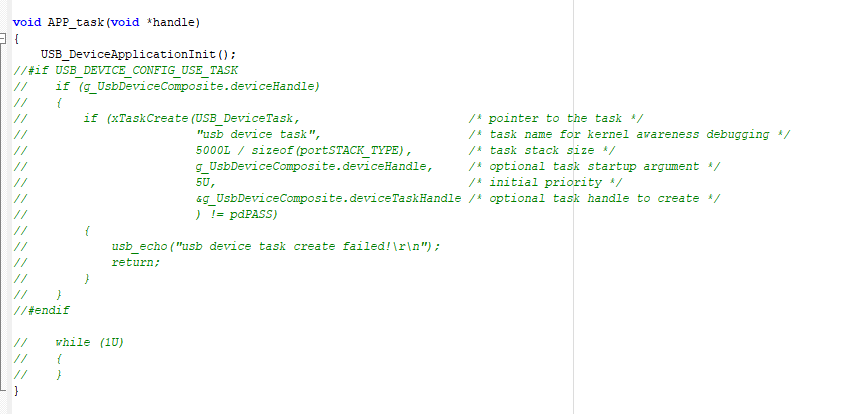 void APP_task(void *handle)
{
    USB_DeviceApplicationInit();
//#if USB_DEVICE_CONFIG_USE_TASK
//    if (g_UsbDeviceComposite.deviceHandle)
//    {
//        if (xTaskCreate(USB_DeviceTask,                        /* pointer to the task */
//                        "usb device task",                     /* task name for kernel awareness debugging */
//                        5000L / sizeof(portSTACK_TYPE),        /* task stack size */
//                        g_UsbDeviceComposite.deviceHandle,     /* optional task startup argument */
//                        5U,                                    /* initial priority */
//                        &g_UsbDeviceComposite.deviceTaskHandle /* optional task handle to create */
//                        ) != pdPASS)
//        {
//            usb_echo("usb device task create failed!\r\n");
//            return;
//        }
//    }
//#endif
//    while (1U)
//    {
//    }
}